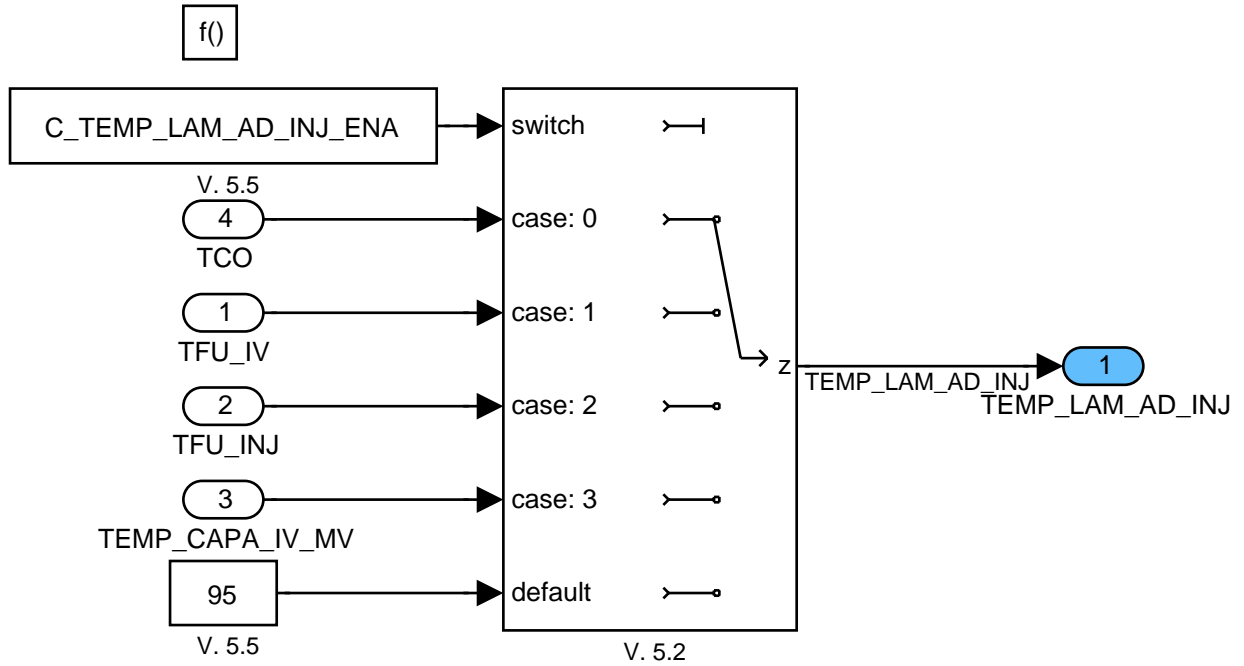 f()
C_TEMP_LAM_AD_INJ_ENA
V. 5.5
switch
4
TCO
case: 0
1
TFU_IV
case: 1
z
TEMP_LAM_AD_INJ
1
TEMP_LAM_AD_INJ
2
TFU_INJ
case: 2
3
TEMP_CAPA_IV_MV
case: 3
95
V. 5.5
default
V. 5.2